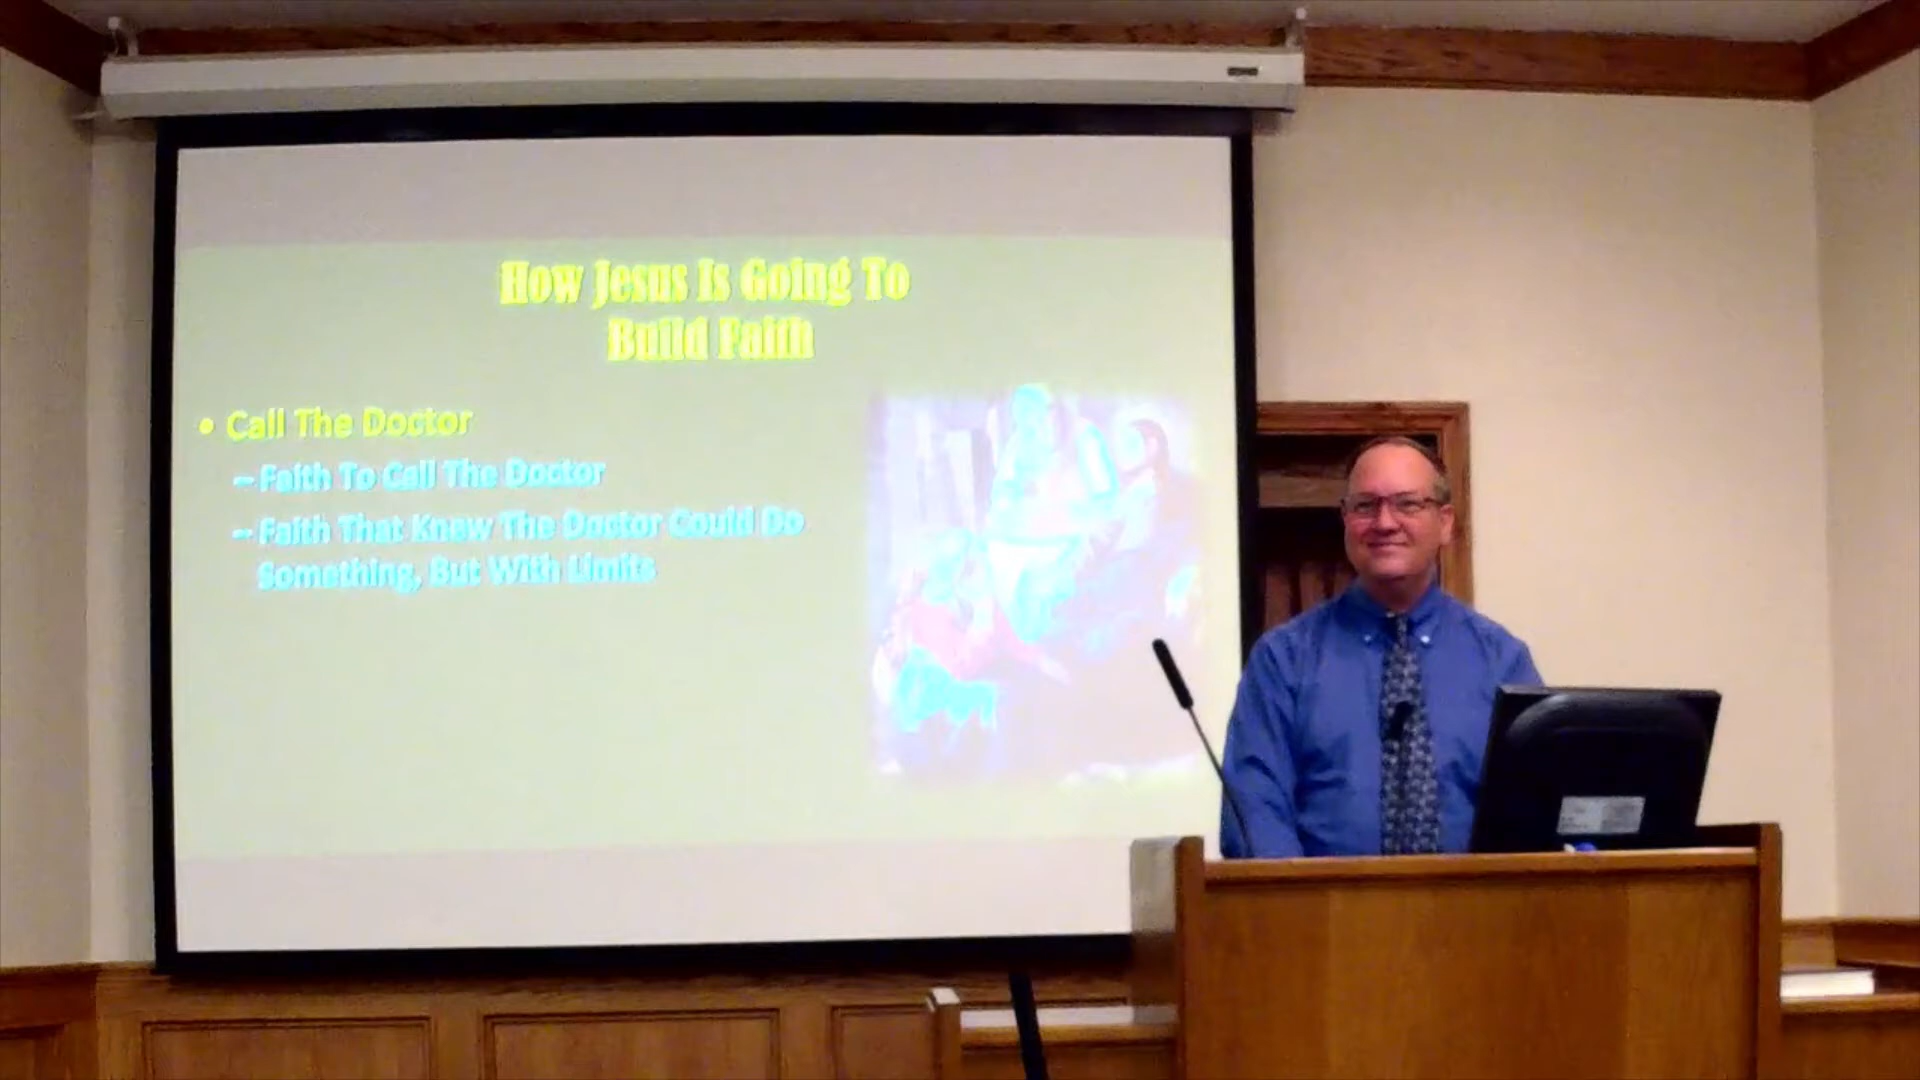 How Jesus Is Going To
Build Faith
• Call The Doctor
– Faith To Call The Doctor
– Faith That Knew The Doctor Could Do
Something, But With Limits